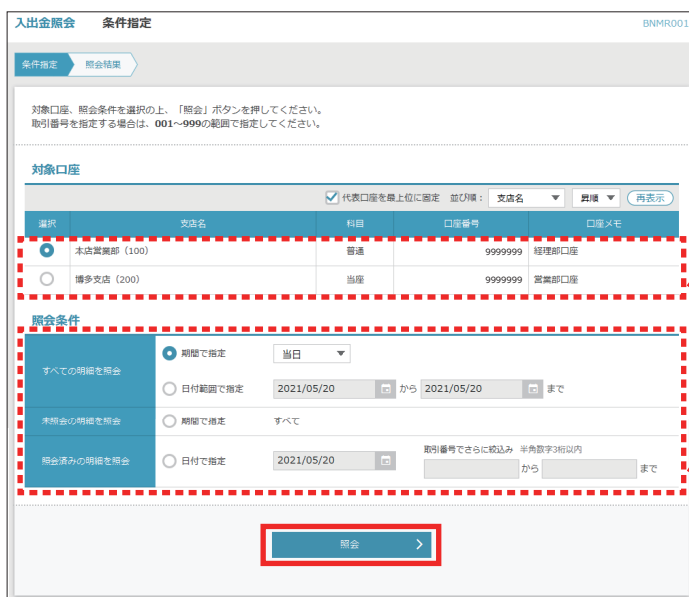 入出金照会 条件指定 BNMR001
条件指定 照会結果
対象口座、照会条件を選択の上、「照会」ボタンを押してください。
取引番号を指定する場合は、001～999の範囲で指定してください。
対象口座
代表口座を最上位に固定 並び順： 支店名 昇順 再表示
選択 支店名 科目 口座番号 口座メモ
本店営業部（100） 普通 9999999 経理部口座
博多支店（200） 当座 9999999 営業部口座
照会条件
すべての明細を照会
期間で指定 当日
日付範囲で指定 2021/05/20 から 2021/05/20 まで
未照会の明細を照会 期間で指定 すべて
照会済みの明細を照会 日付で指定 2021/05/20
取引番号でさらに絞込み 半角数字3桁以内
から まで
照会